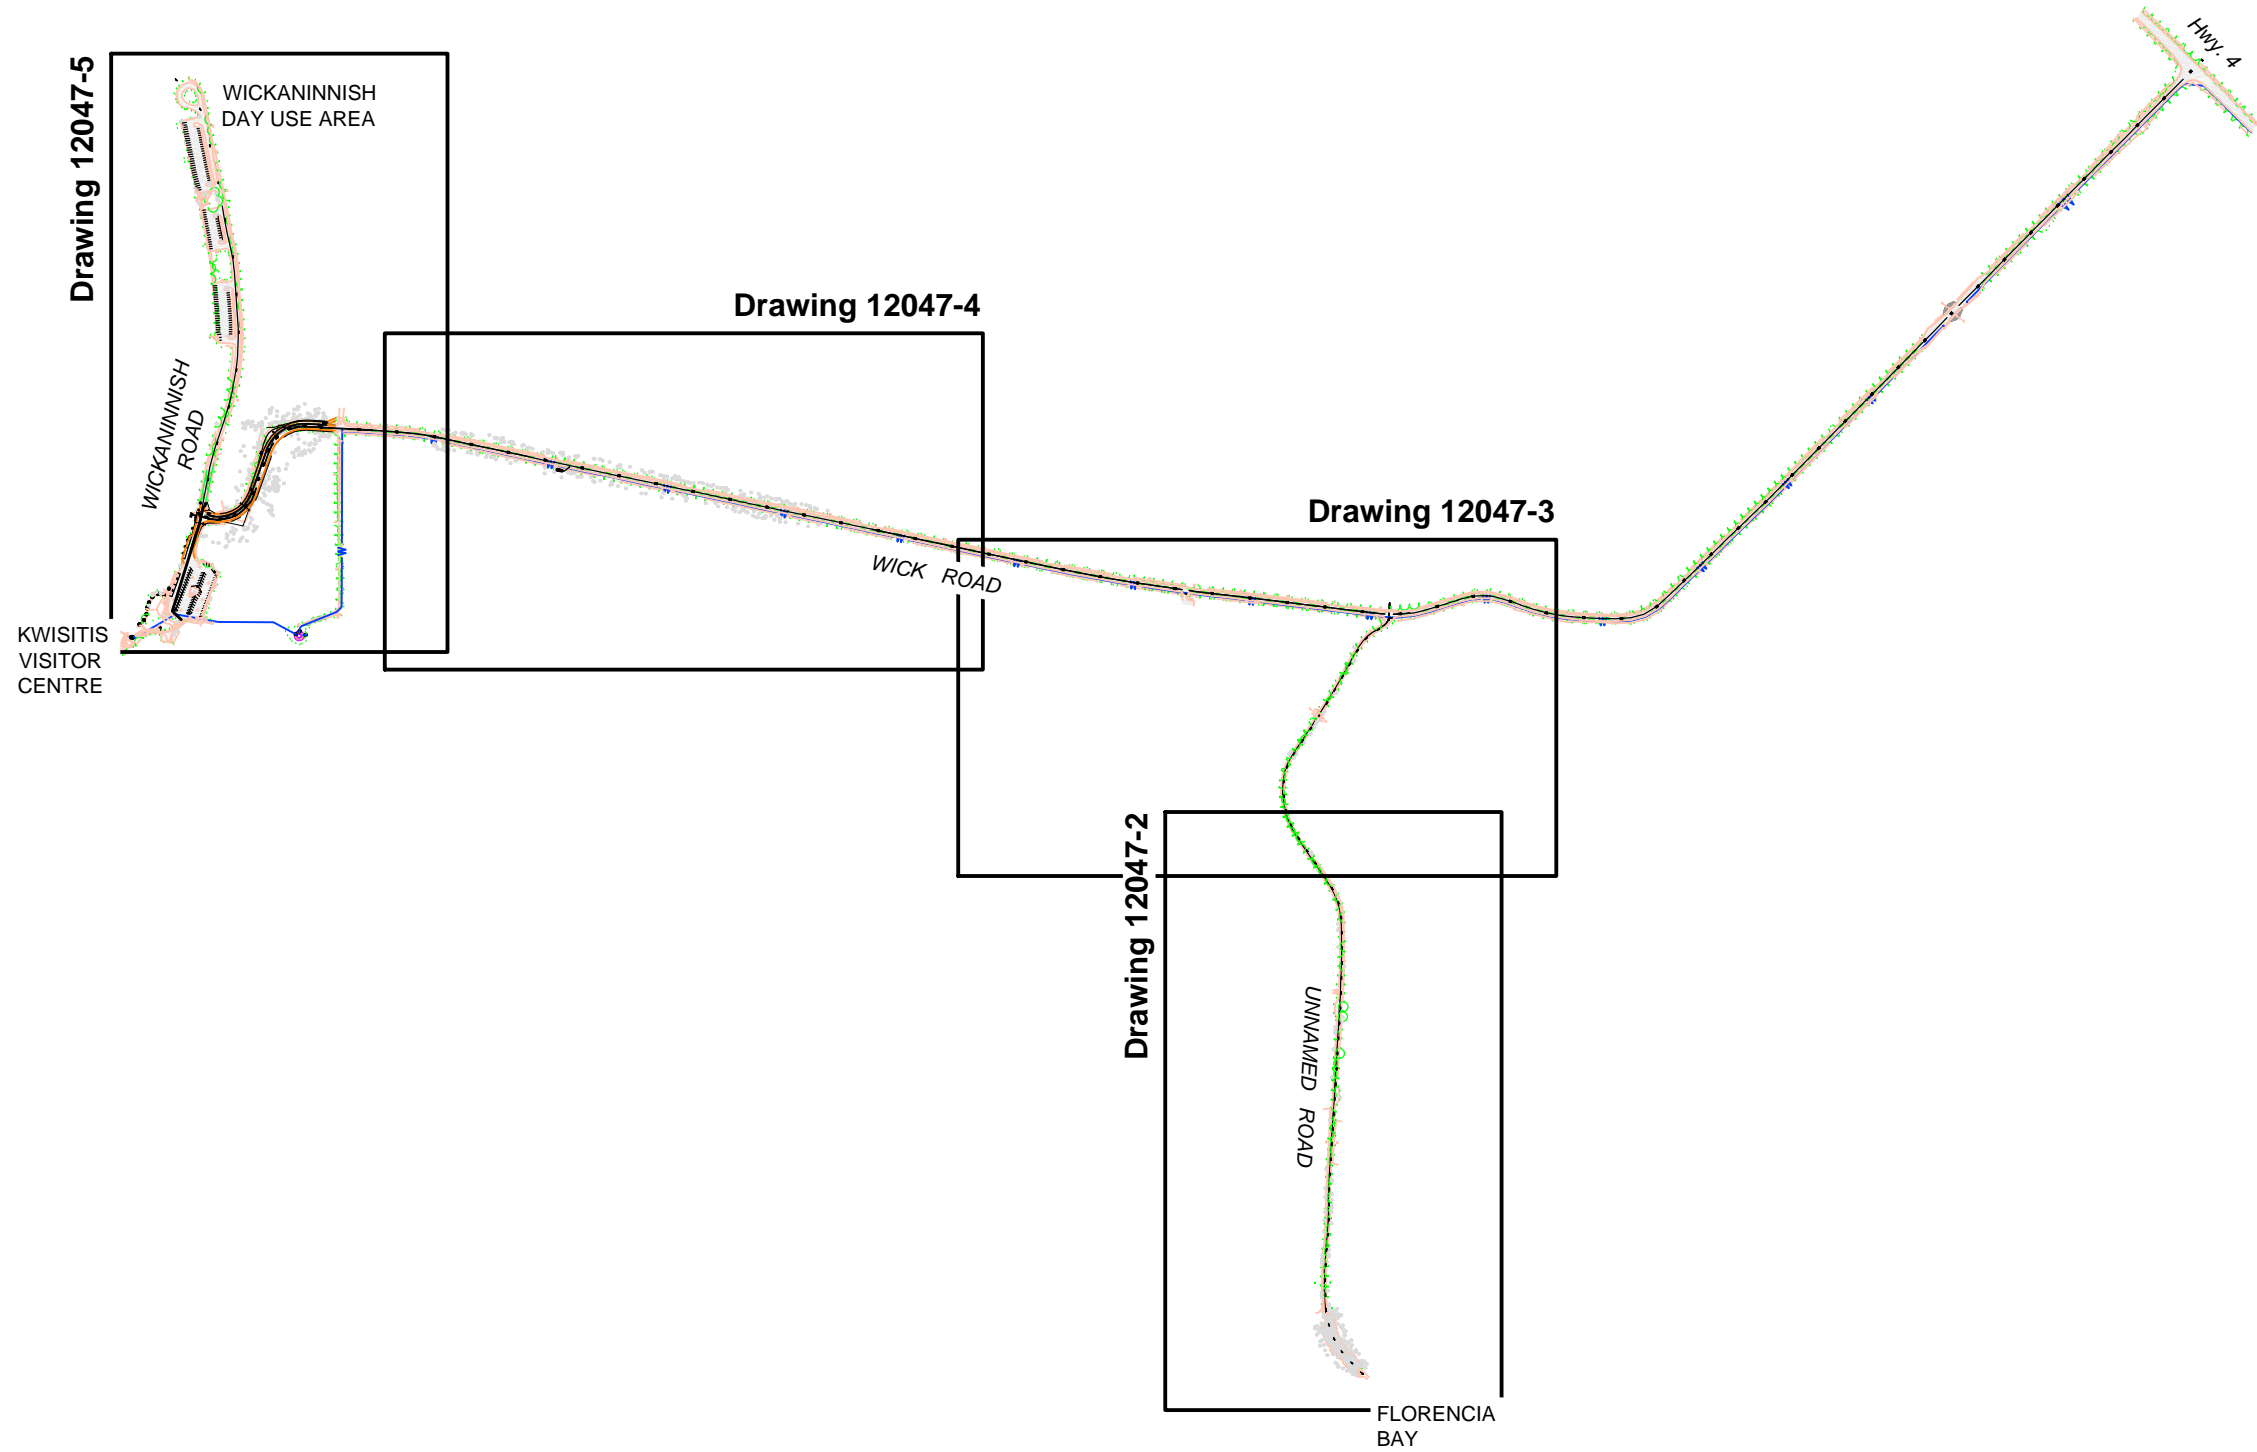 Hwy. 4
Drawing 12047-5
WICKANINNISH
DAY USE AREA
Drawing 12047-4
WICKANINNISH
ROAD
Drawing 12047-3
WICK ROAD
KWISITIS
VISITOR
CENTRE
Drawing 12047-2
UNNAMED ROAD
FLORENCIA
BAY